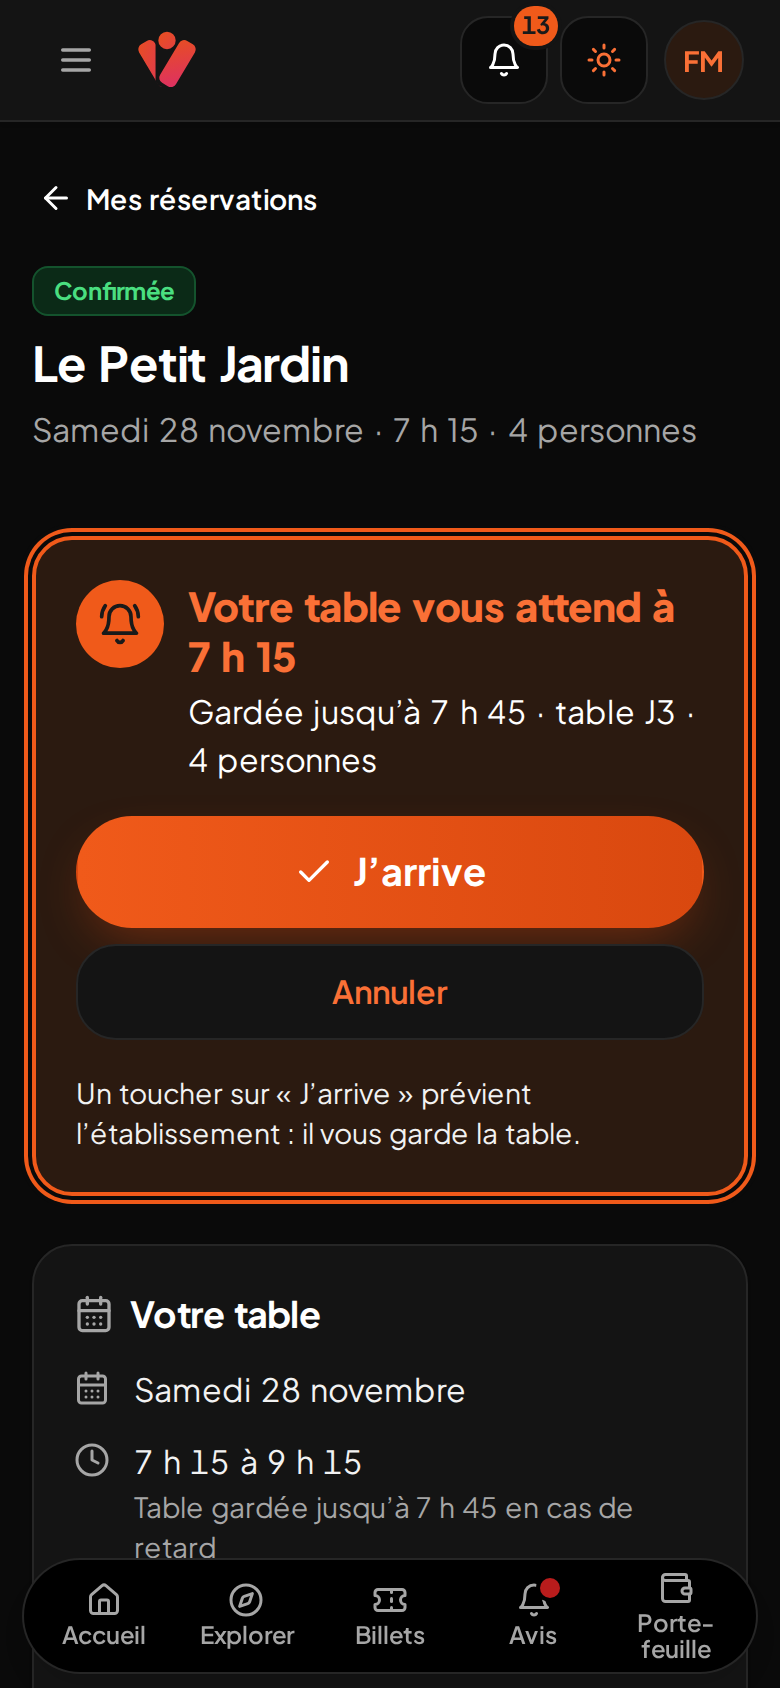 13
FM
Mes réservations
Confirmée
Le Petit Jardin
Samedi 28 novembre · 7 h 15 · 4 personnes
Votre table vous attend à
7 h 15
Gardée jusqu’à 7 h 45 · table J3 ·
4 personnes
J’arrive
Annuler
Un toucher sur « J’arrive » prévient
l’établissement : il vous garde la table.
Votre table
Samedi 28 novembre
7 h 15 à 9 h 15
Table gardée jusqu’à 7 h 45 en cas de
retard
Accueil
Explorer
Billets
Avis
Porte-
feuille